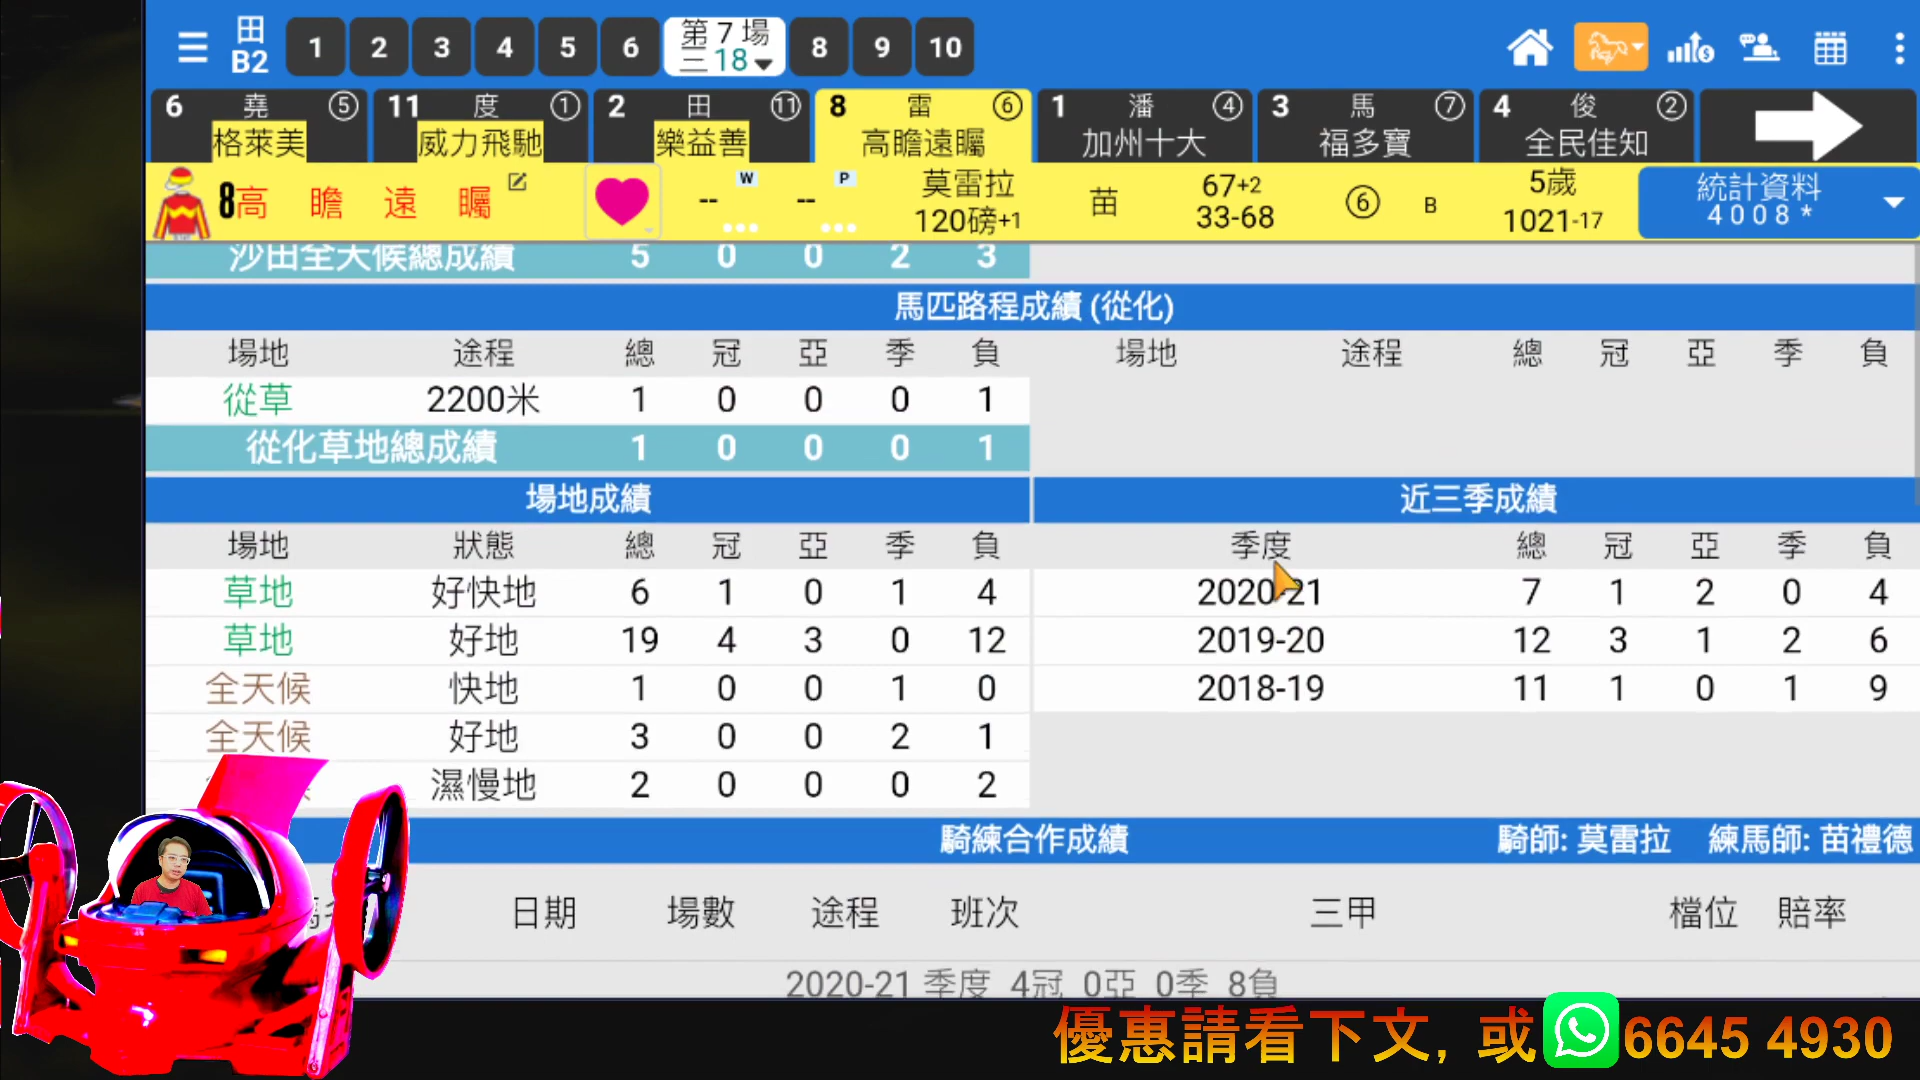 田 B2 1 2 3 4 5 6 第 7 場 三 18 8 9 10
6 堯 ⑤ 11 度 ① 2 田 ⑪ 8 雷 ⑥ 1 潘 ④ 3 馬 ⑦ 4 俊 ②
格萊美 威力飛馳 樂益善 高瞻遠矚 加州十大 福多寶 全民佳知
8 高瞻遠矚 -- W -- P 莫雷拉 苗 67+2 ⑥ B 5歲 統計資料
120磅+1 33-68 1021-17 4008*
沙田全天候總成績 5 0 0 2 3
馬匹路程成績 (從化)
場地 途程 總 冠 亞 季 負 場地 途程 總 冠 亞 季 負
從草 2200米 1 0 0 0 1
從化草地總成績 1 0 0 0 1
場地成績 近三季成績
場地 狀態 總 冠 亞 季 負 季度 總 冠 亞 季 負
草地 好快地 6 1 0 1 4 2020-21 7 1 2 0 4
草地 好地 19 4 3 0 12 2019-20 12 3 1 2 6
全天候 快地 1 0 0 1 0 2018-19 11 1 0 1 9
全天候 好地 3 0 0 2 1
濕慢地 2 0 0 0 2
騎練合作成績 騎師: 莫雷拉 練馬師: 苗禮德
日期 場數 途程 班次 三甲 檔位 賠率
2020-21 季度 4冠 0亞 0季 8負
優惠請看下文, 或 6645 4930